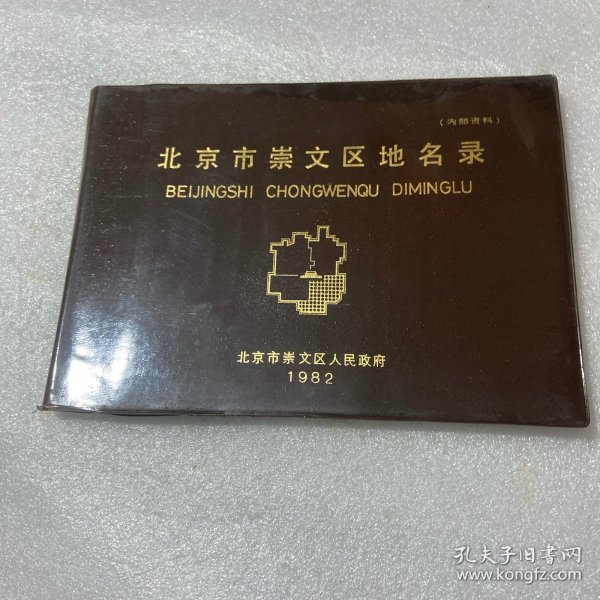 （内部资料）
北京市崇文区地名录
BEIJINGSHI CHONGWENQU DIMINGLU
北京市崇文区人民政府
1982
孔夫子旧书网
www.kongfz.com